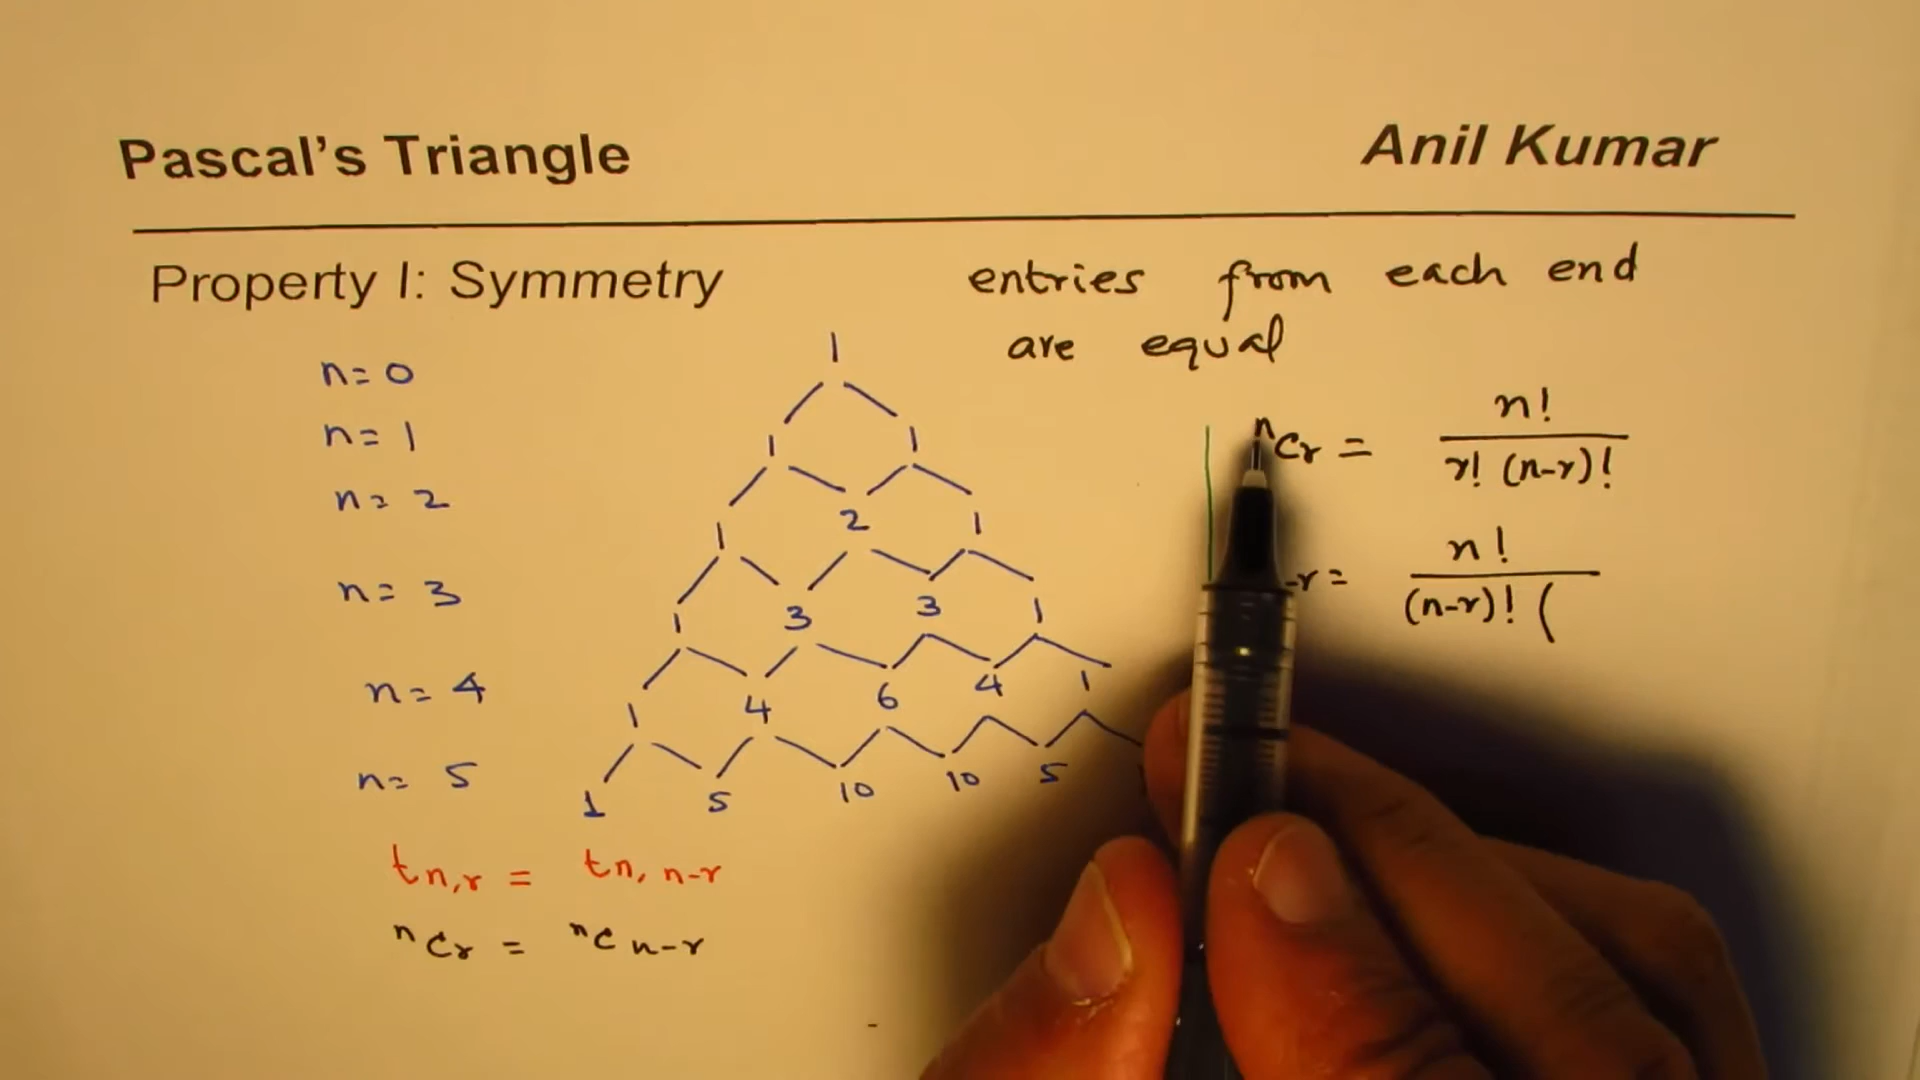 Pascal's Triangle
Anil Kumar
Property I: Symmetry
entries from each end
are equal
n=0
1
n=1
1 1
n=2
1 2 1
n=3
1 3 3 1
n=4
1 4 6 4 1
n=5
1 5 10 10 5
nCr = n! / r! (n-r)!
-r = n! / (n-r)! (
tn,r = tn, n-r
nCr = nC n-r